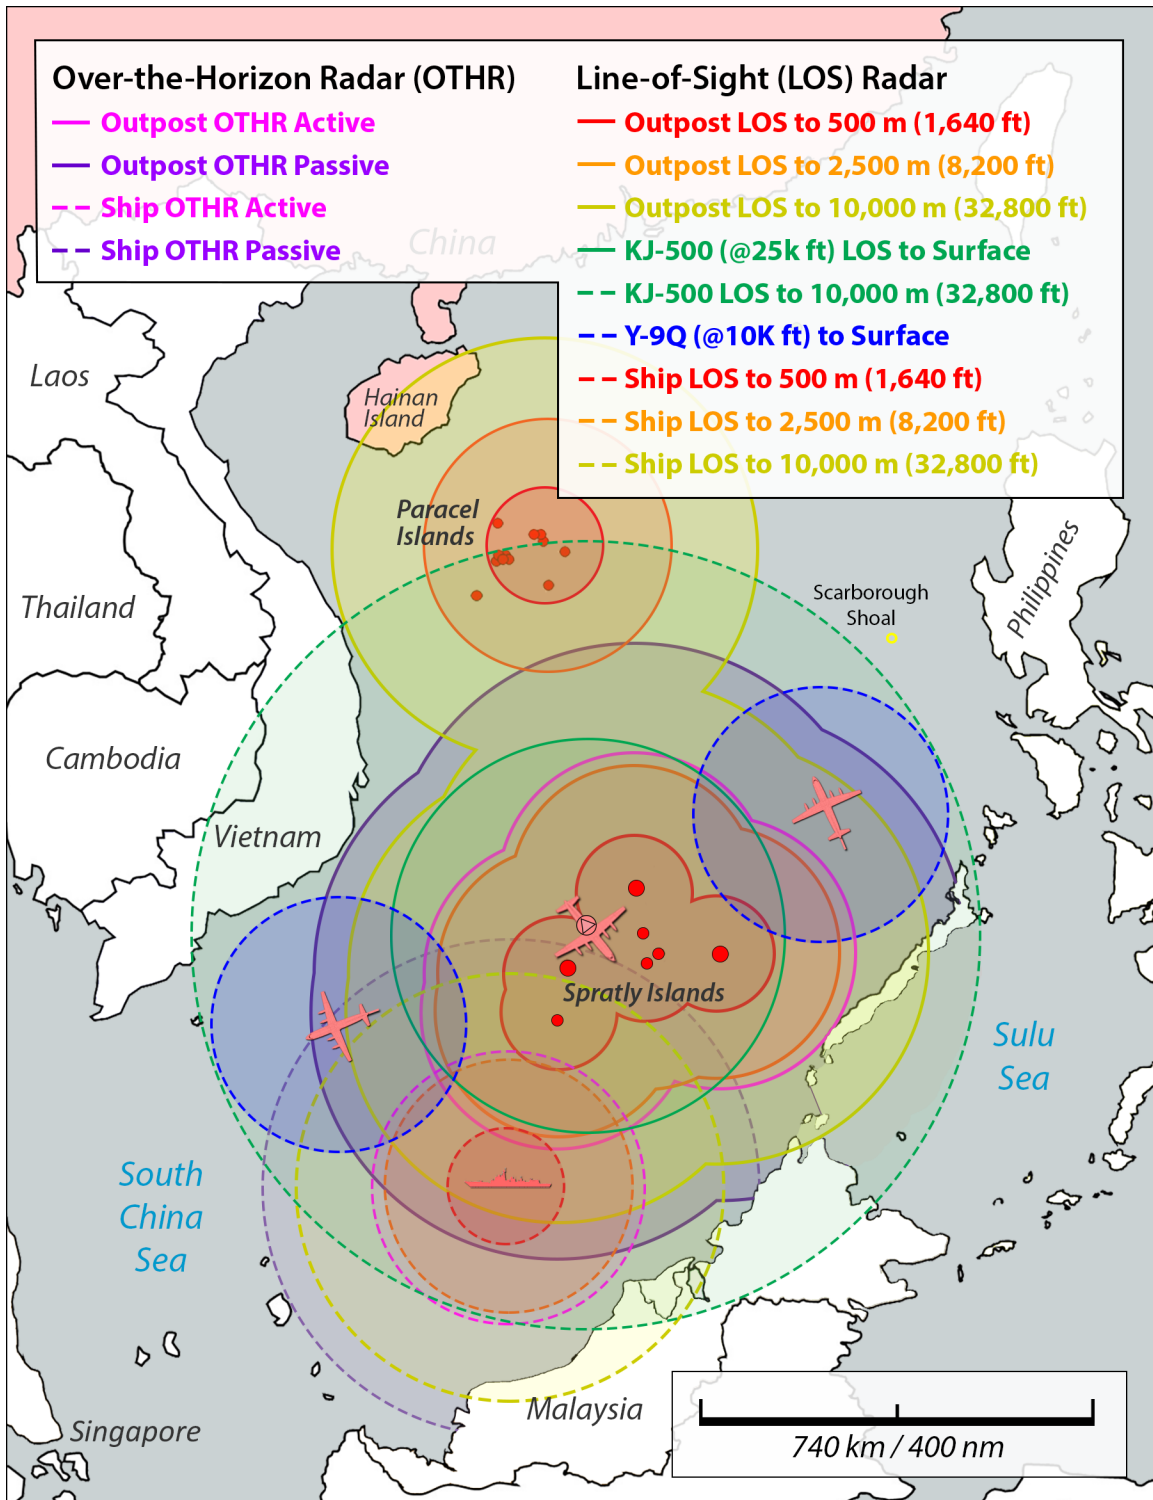 Over-the-Horizon Radar (OTHR)
Outpost OTHR Active
Outpost OTHR Passive
Ship OTHR Active
Ship OTHR Passive
Line-of-Sight (LOS) Radar
Outpost LOS to 500 m (1,640 ft)
Outpost LOS to 2,500 m (8,200 ft)
Outpost LOS to 10,000 m (32,800 ft)
KJ-500 (@25k ft) LOS to Surface
KJ-500 LOS to 10,000 m (32,800 ft)
Y-9Q (@10K ft) to Surface
Ship LOS to 500 m (1,640 ft)
Ship LOS to 2,500 m (8,200 ft)
Ship LOS to 10,000 m (32,800 ft)
China
Laos
Hainan
Island
Paracel
Islands
Thailand
Scarborough
Shoal
Philippines
Cambodia
Vietnam
Spratly Islands
Sulu
Sea
South
China
Sea
Malaysia
Singapore
740 km / 400 nm